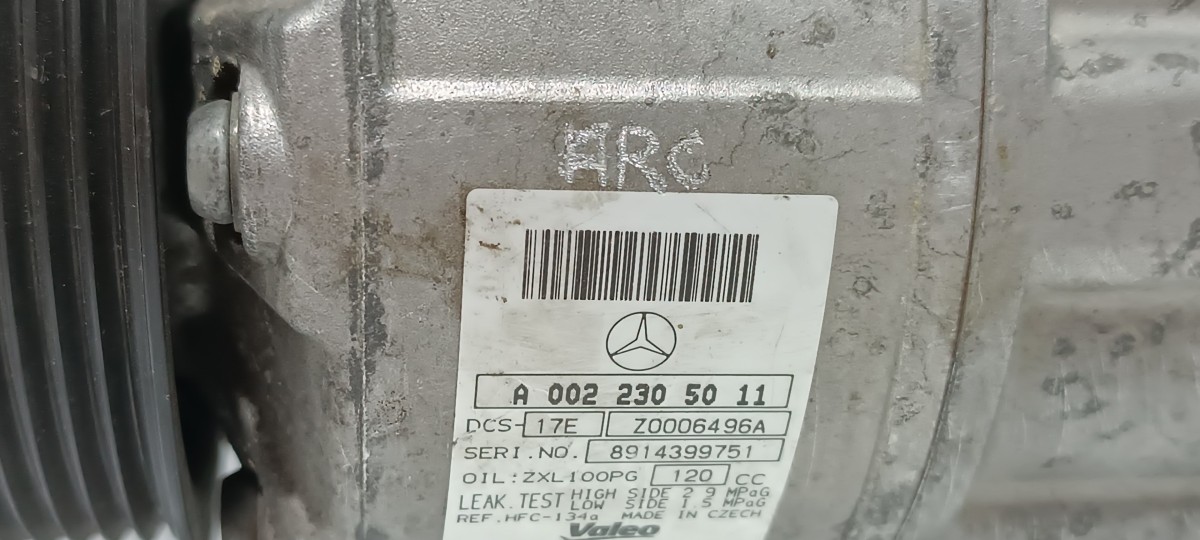 ARC
A 002 230 50 11
DCS-17E Z0006496A
SERI.NO. 8914399751
OIL:ZXL100PG 120 CC
LEAK.TEST HIGH SIDE 2.9 MPaG
LOW SIDE 1.5 MPaG
REF.HFC-134a MADE IN CZECH
Valeo